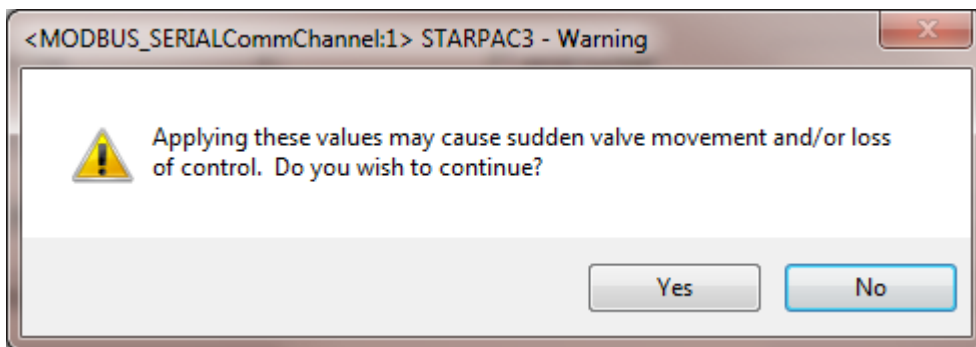 <MODBUS_SERIALCommChannel:1> STARPAC3 - Warning
Applying these values may cause sudden valve movement and/or loss
of control.  Do you wish to continue?
Yes
No